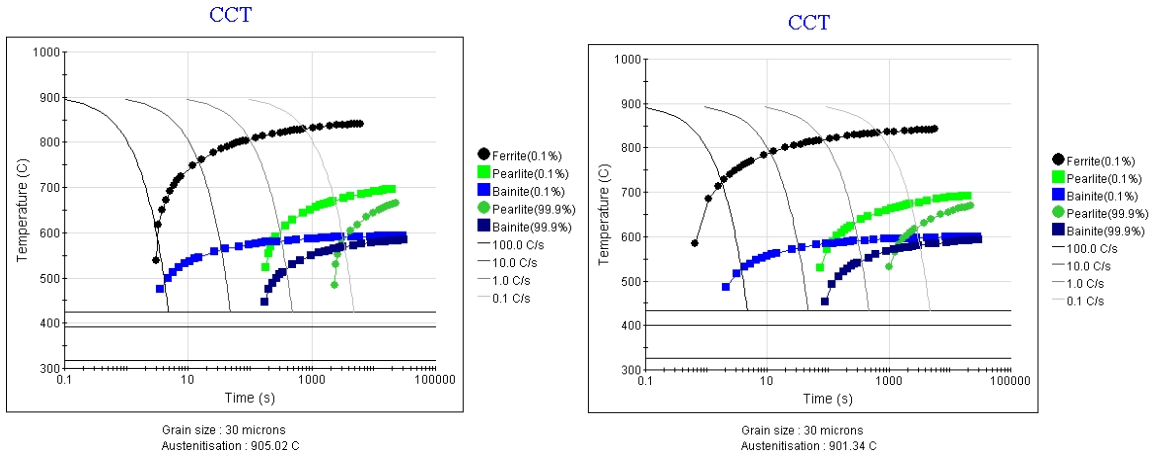 CCT
1000
900
800
700
600
500
400
300
Temperature (C)
0.1
10
1000
100000
Time (s)
Ferrite(0.1%)
Pearlite(0.1%)
Bainite(0.1%)
Pearlite(99.9%)
Bainite(99.9%)
100.0 C/s
10.0 C/s
1.0 C/s
0.1 C/s
Grain size : 30 microns
Austenitisation : 905.02 C
CCT
1000
900
800
700
600
500
400
300
Temperature (C)
0.1
10
1000
100000
Time (s)
Ferrite(0.1%)
Pearlite(0.1%)
Bainite(0.1%)
Pearlite(99.9%)
Bainite(99.9%)
100.0 C/s
10.0 C/s
1.0 C/s
0.1 C/s
Grain size : 30 microns
Austenitisation : 901.34 C